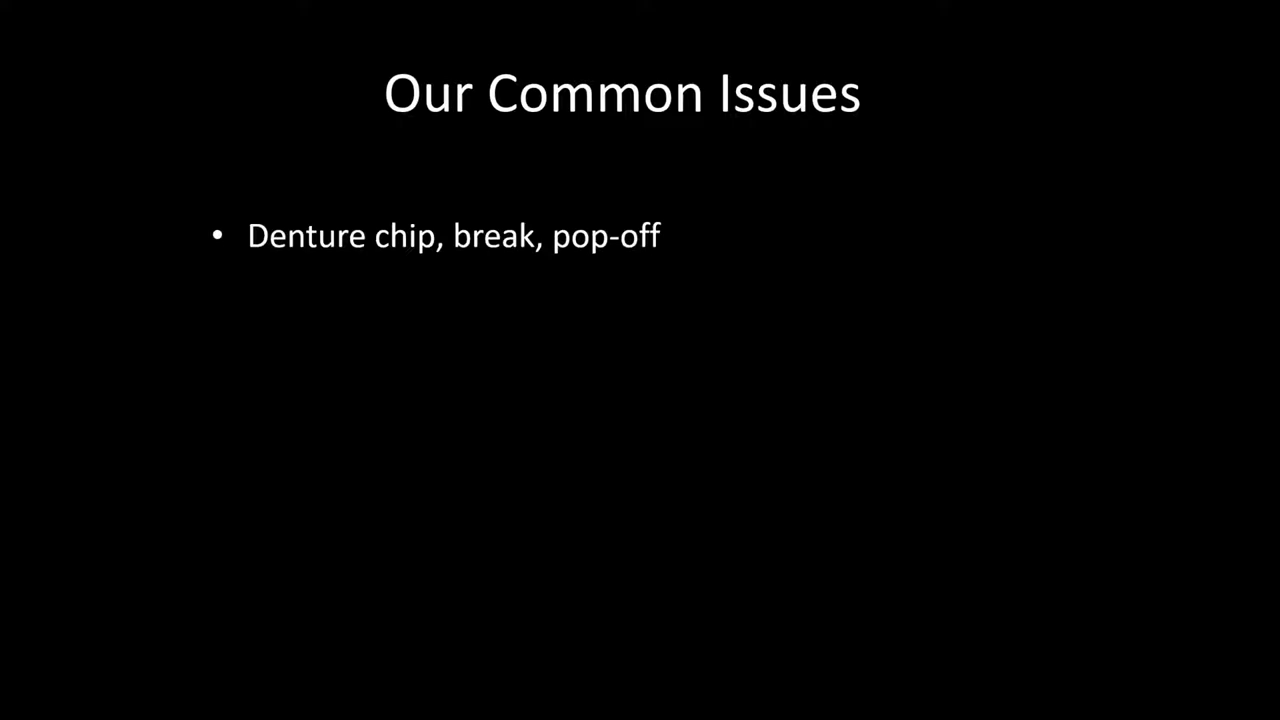 Our Common Issues
• Denture chip, break, pop-off